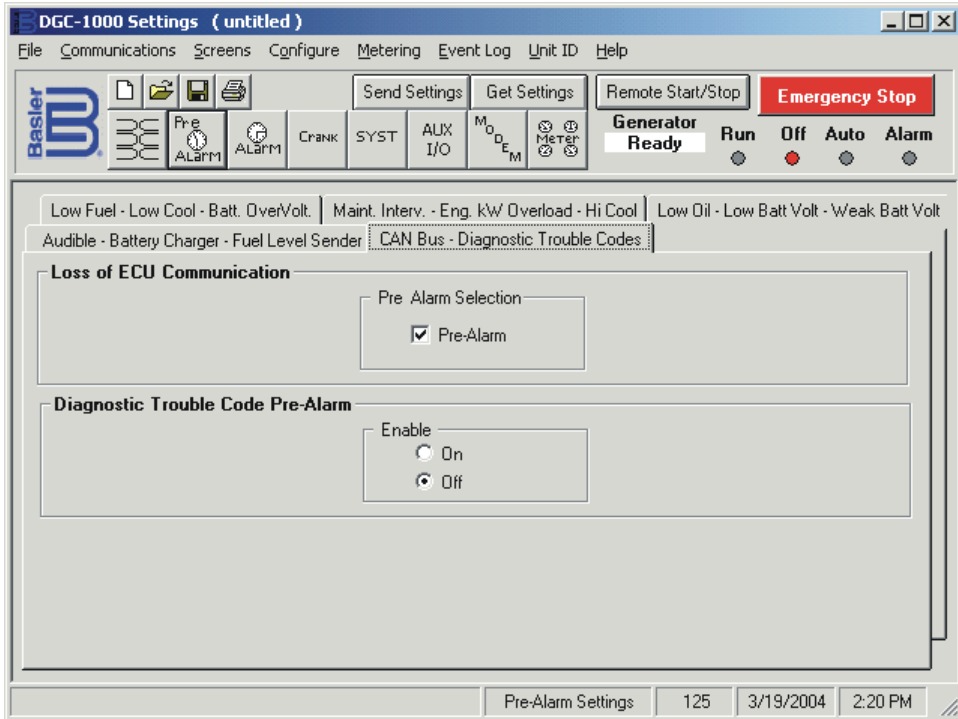 DGC-1000 Settings ( untitled )
File Communications Screens Configure Metering Event Log Unit ID Help
Basler
Send Settings Get Settings Remote Start/Stop Emergency Stop
Pre ALarm ALarm Crank SYST AUX I/O MODEM Meter
Generator Ready Run Off Auto Alarm
Low Fuel - Low Cool - Batt. OverVolt. Maint. Interv. - Eng. kW Overload - Hi Cool Low Oil - Low Batt Volt - Weak Batt Volt
Audible - Battery Charger - Fuel Level Sender CAN Bus - Diagnostic Trouble Codes
Loss of ECU Communication
Pre Alarm Selection
Pre-Alarm
Diagnostic Trouble Code Pre-Alarm
Enable
On
Off
Pre-Alarm Settings 125 3/19/2004 2:20 PM